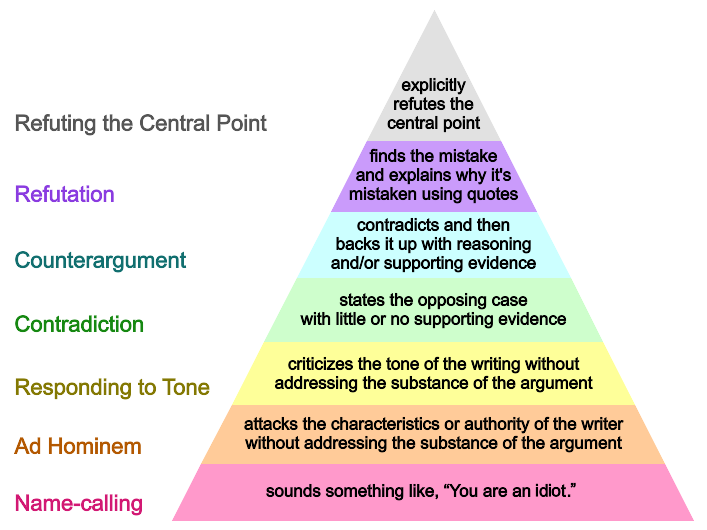 explicitly
refutes the
central point
Refuting the Central Point
finds the mistake
and explains why it's
mistaken using quotes
Refutation
contradicts and then
backs it up with reasoning
and/or supporting evidence
Counterargument
states the opposing case
with little or no supporting evidence
Contradiction
criticizes the tone of the writing without
addressing the substance of the argument
Responding to Tone
attacks the characteristics or authority of the writer
without addressing the substance of the argument
Ad Hominem
sounds something like, “You are an idiot.”
Name-calling